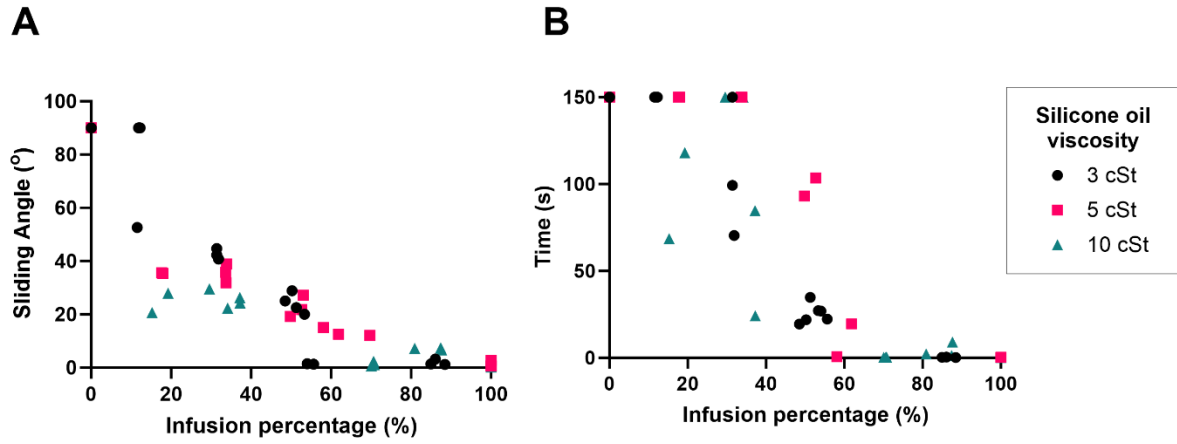 A
B
100
80
60
40
20
0
Sliding Angle (°)
0 20 40 60 80 100
Infusion percentage (%)
150
100
50
0
Time (s)
0 20 40 60 80 100
Infusion percentage (%)
Silicone oil
viscosity
3 cSt
5 cSt
10 cSt